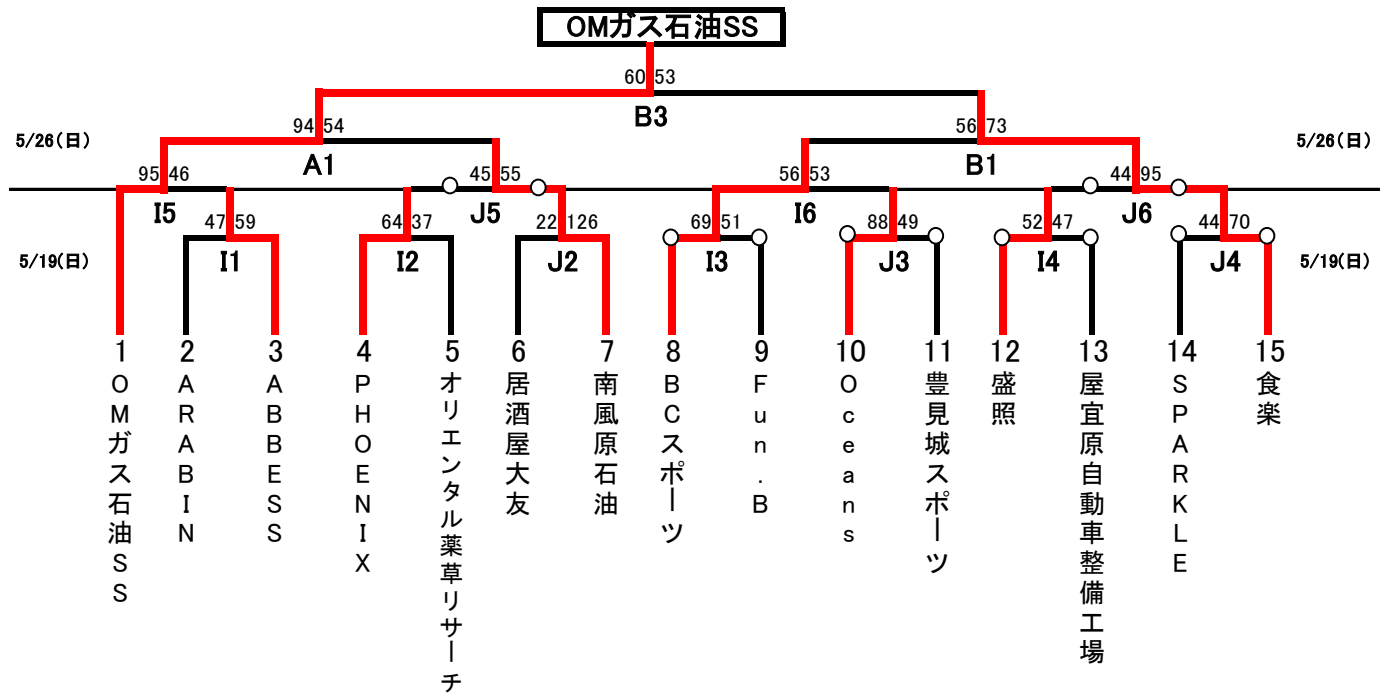 OMガス石油SS
60 53
B3
5/26(日)
94 54
56 73
5/26(日)
A1
B1
95 46
45 55
56 53
44 95
I5
J5
I6
J6
47 59
64 37
22 126
69 51
88 49
52 47
44 70
5/19(日)
I1
I2
J2
I3
J3
I4
J4
5/19(日)
1 OMガス石油SS
2 ARABIN
3 ABBESS
4 PHOENIX
5 オリエンタル薬草リサーチ
6 居酒屋大友
7 南風原石油
8 BCスポーツ
9 Fun.B
10 Oceans
11 豊見城スポーツ
12 盛照
13 屋宜原自動車整備工場
14 SPARKLE
15 食楽